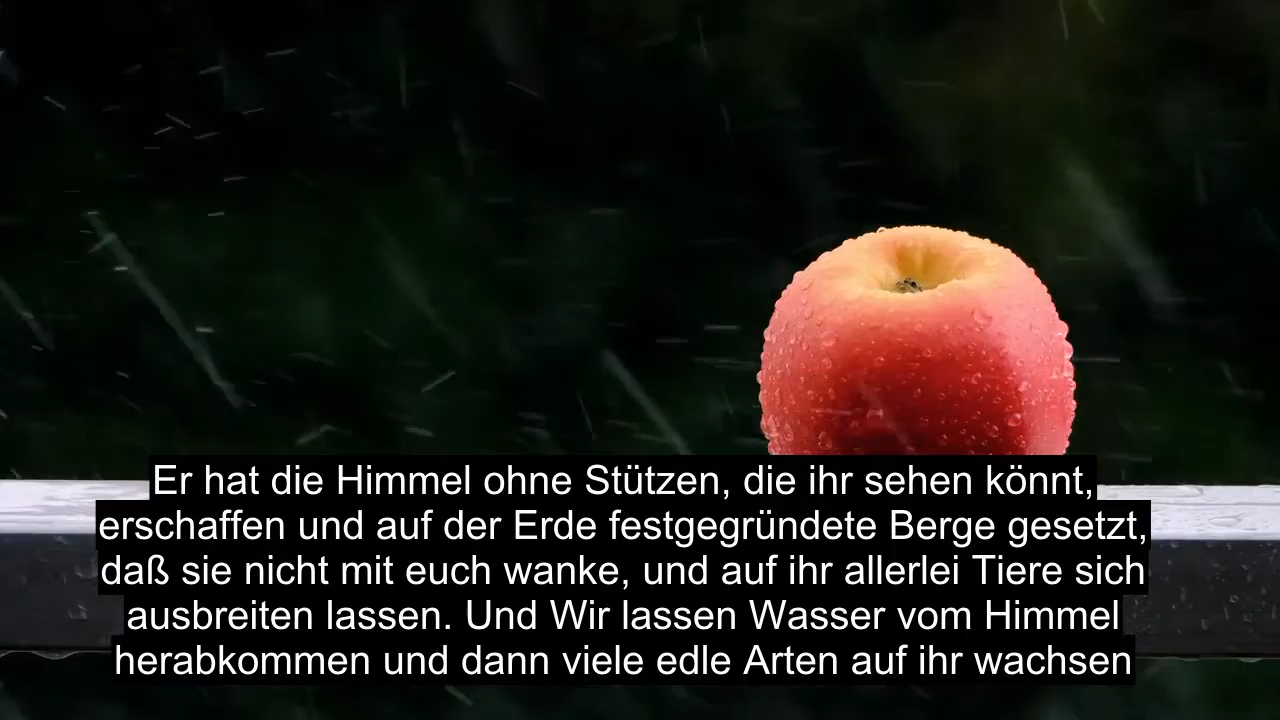 Er hat die Himmel ohne Stützen, die ihr sehen könnt,
erschaffen und auf der Erde festgegründete Berge gesetzt,
daß sie nicht mit euch wanke, und auf ihr allerlei Tiere sich
ausbreiten lassen. Und Wir lassen Wasser vom Himmel
herabkommen und dann viele edle Arten auf ihr wachsen